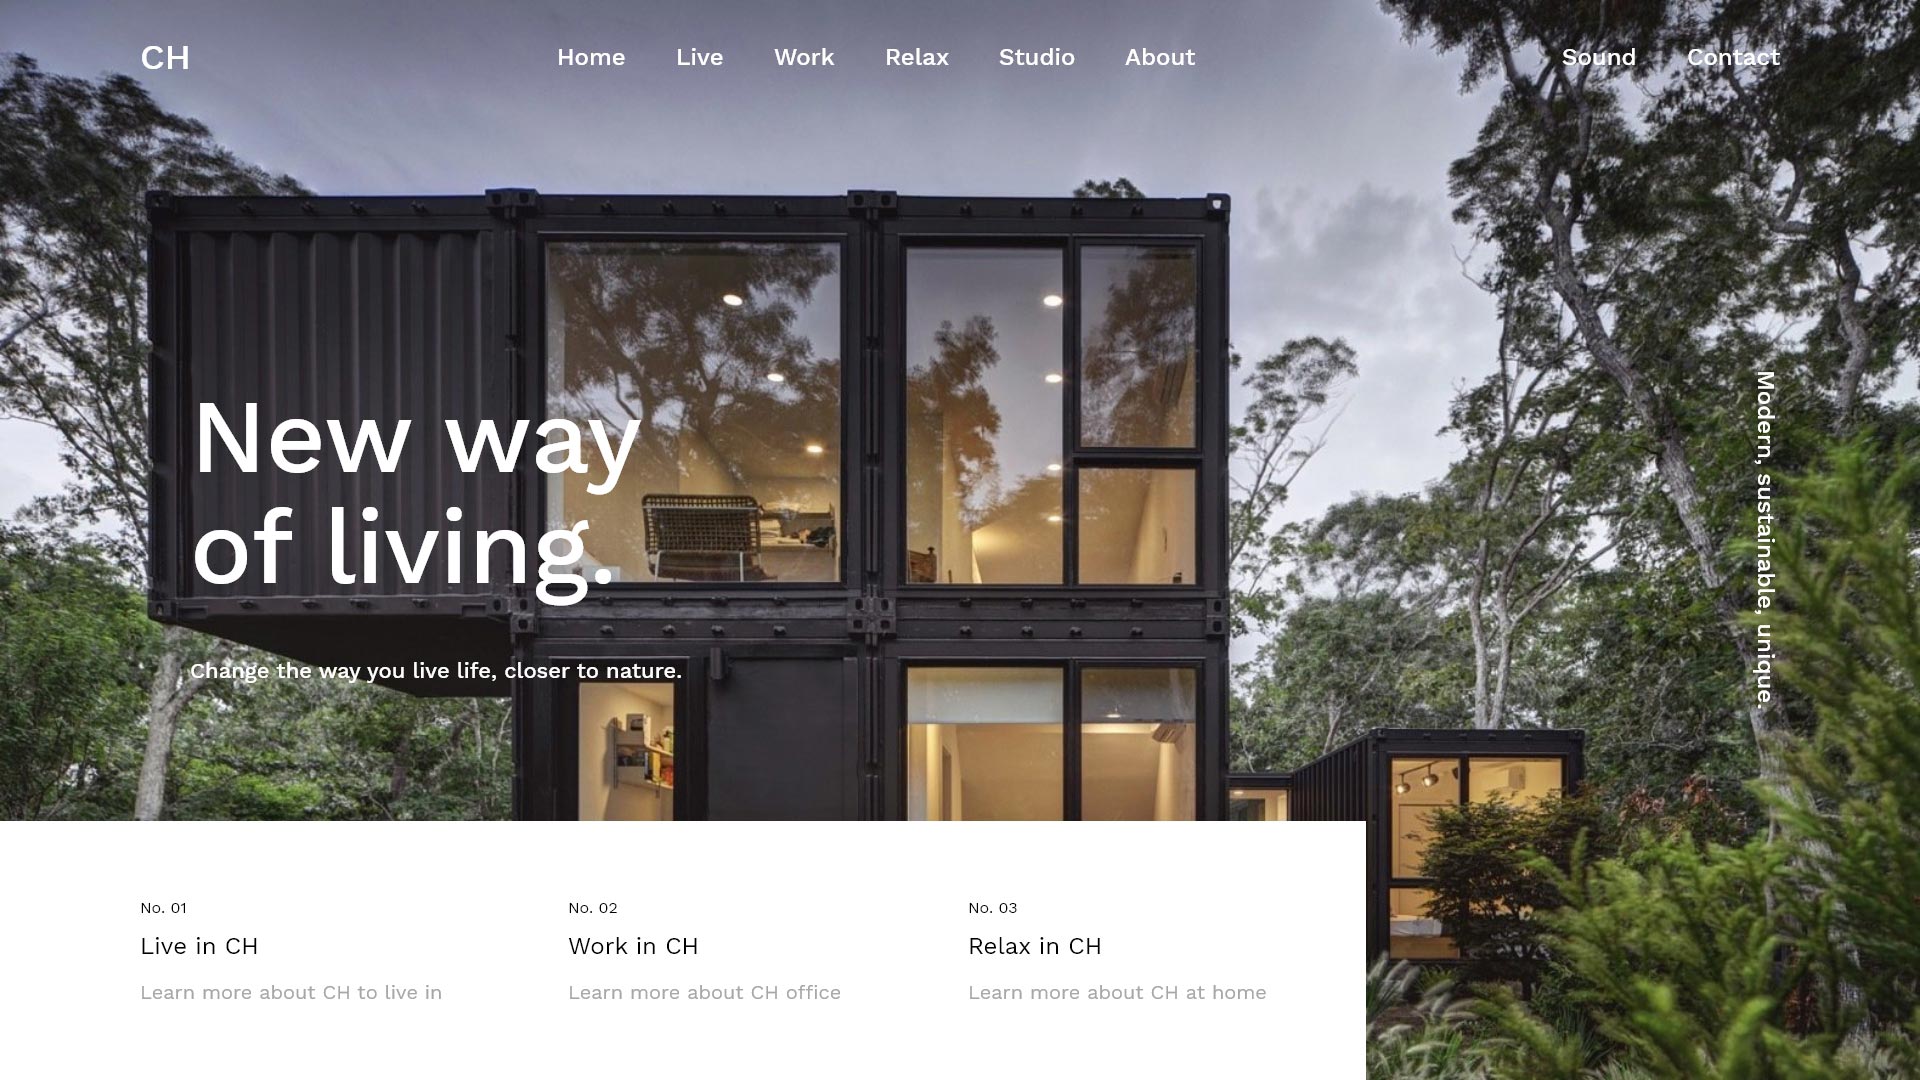 CH
Home
Live
Work
Relax
Studio
About
Sound
Contact
New way
of living.
Change the way you live life, closer to nature.
Modern, sustainable, unique.
No. 01
Live in CH
Learn more about CH to live in
No. 02
Work in CH
Learn more about CH office
No. 03
Relax in CH
Learn more about CH at home